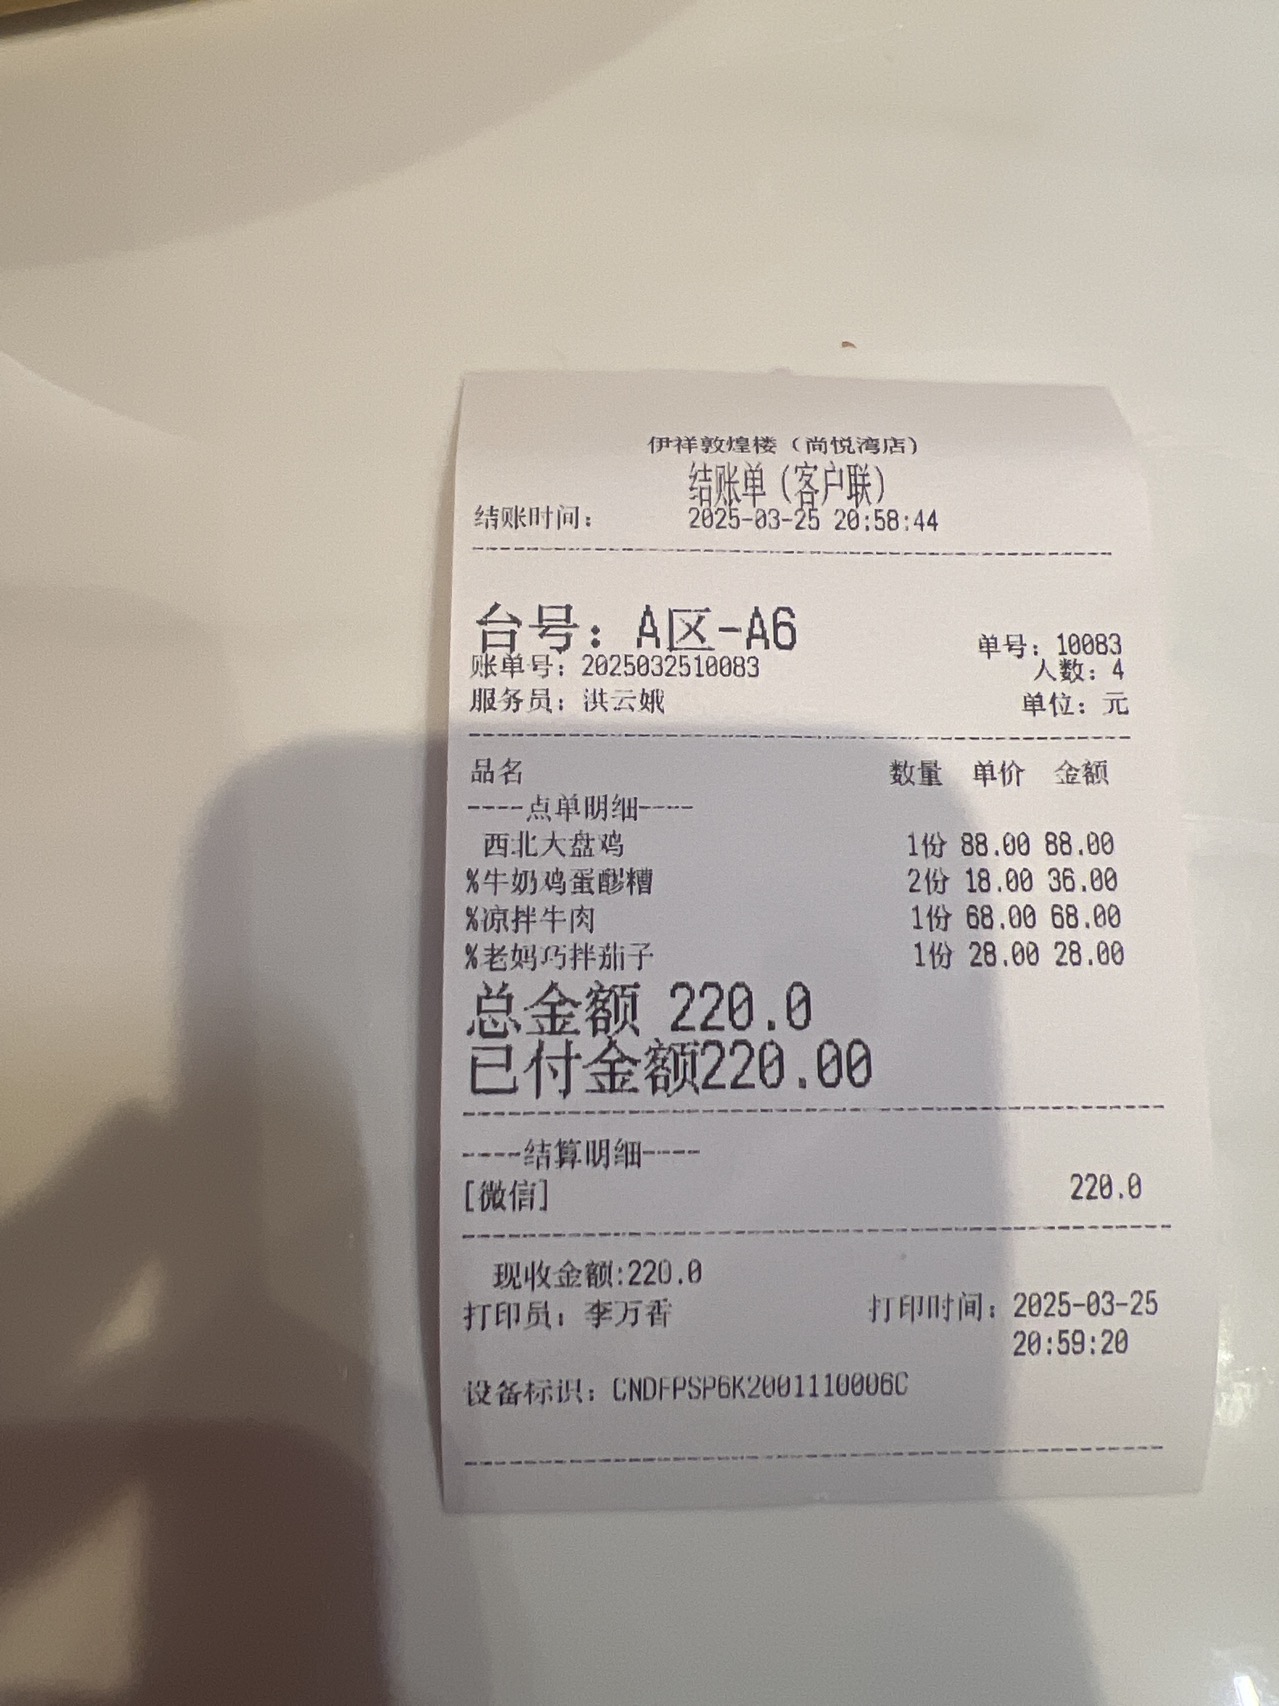 伊祥敦煌楼（尚悦湾店）
结账单（客户联）
结账时间： 2025-03-25 20:58:44
台号：A区-A6
单号：10083
账单号：2025032510083
人数：4
服务员：洪云娥
单位：元
品名 数量 单价 金额
----点单明细----
西北大盘鸡 1份 88.00 88.00
%牛奶鸡蛋醪糟 2份 18.00 36.00
%凉拌牛肉 1份 68.00 68.00
%老妈巧拌茄子 1份 28.00 28.00
总金额 220.0
已付金额220.00
----结算明细----
[微信] 220.0
现收金额:220.0
打印员：李万香 打印时间：2025-03-25
20:59:20
设备标识：CNDFPSP6K2001110006C